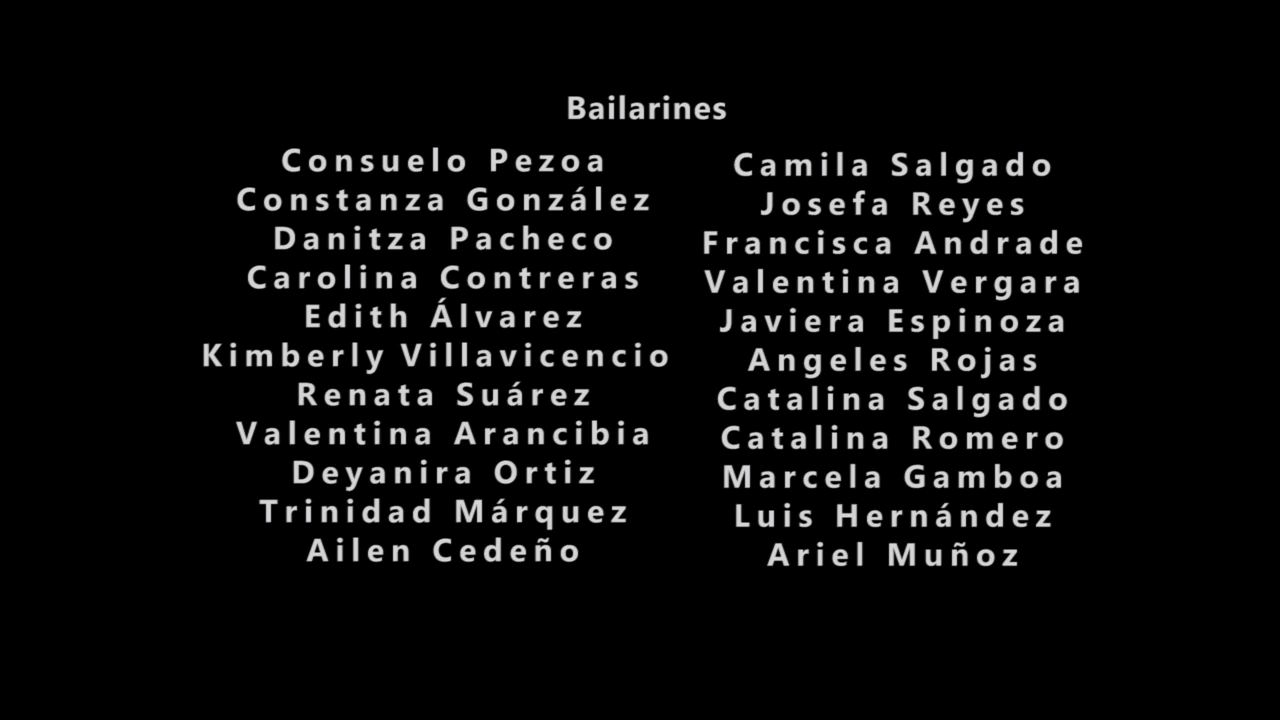 Bailarines
Consuelo Pezoa
Constanza González
Danitza Pacheco
Carolina Contreras
Edith Álvarez
Kimberly Villavicencio
Renata Suárez
Valentina Arancibia
Deyanira Ortiz
Trinidad Márquez
Ailen Cedeño
Camila Salgado
Josefa Reyes
Francisca Andrade
Valentina Vergara
Javiera Espinoza
Angeles Rojas
Catalina Salgado
Catalina Romero
Marcela Gamboa
Luis Hernández
Ariel Muñoz